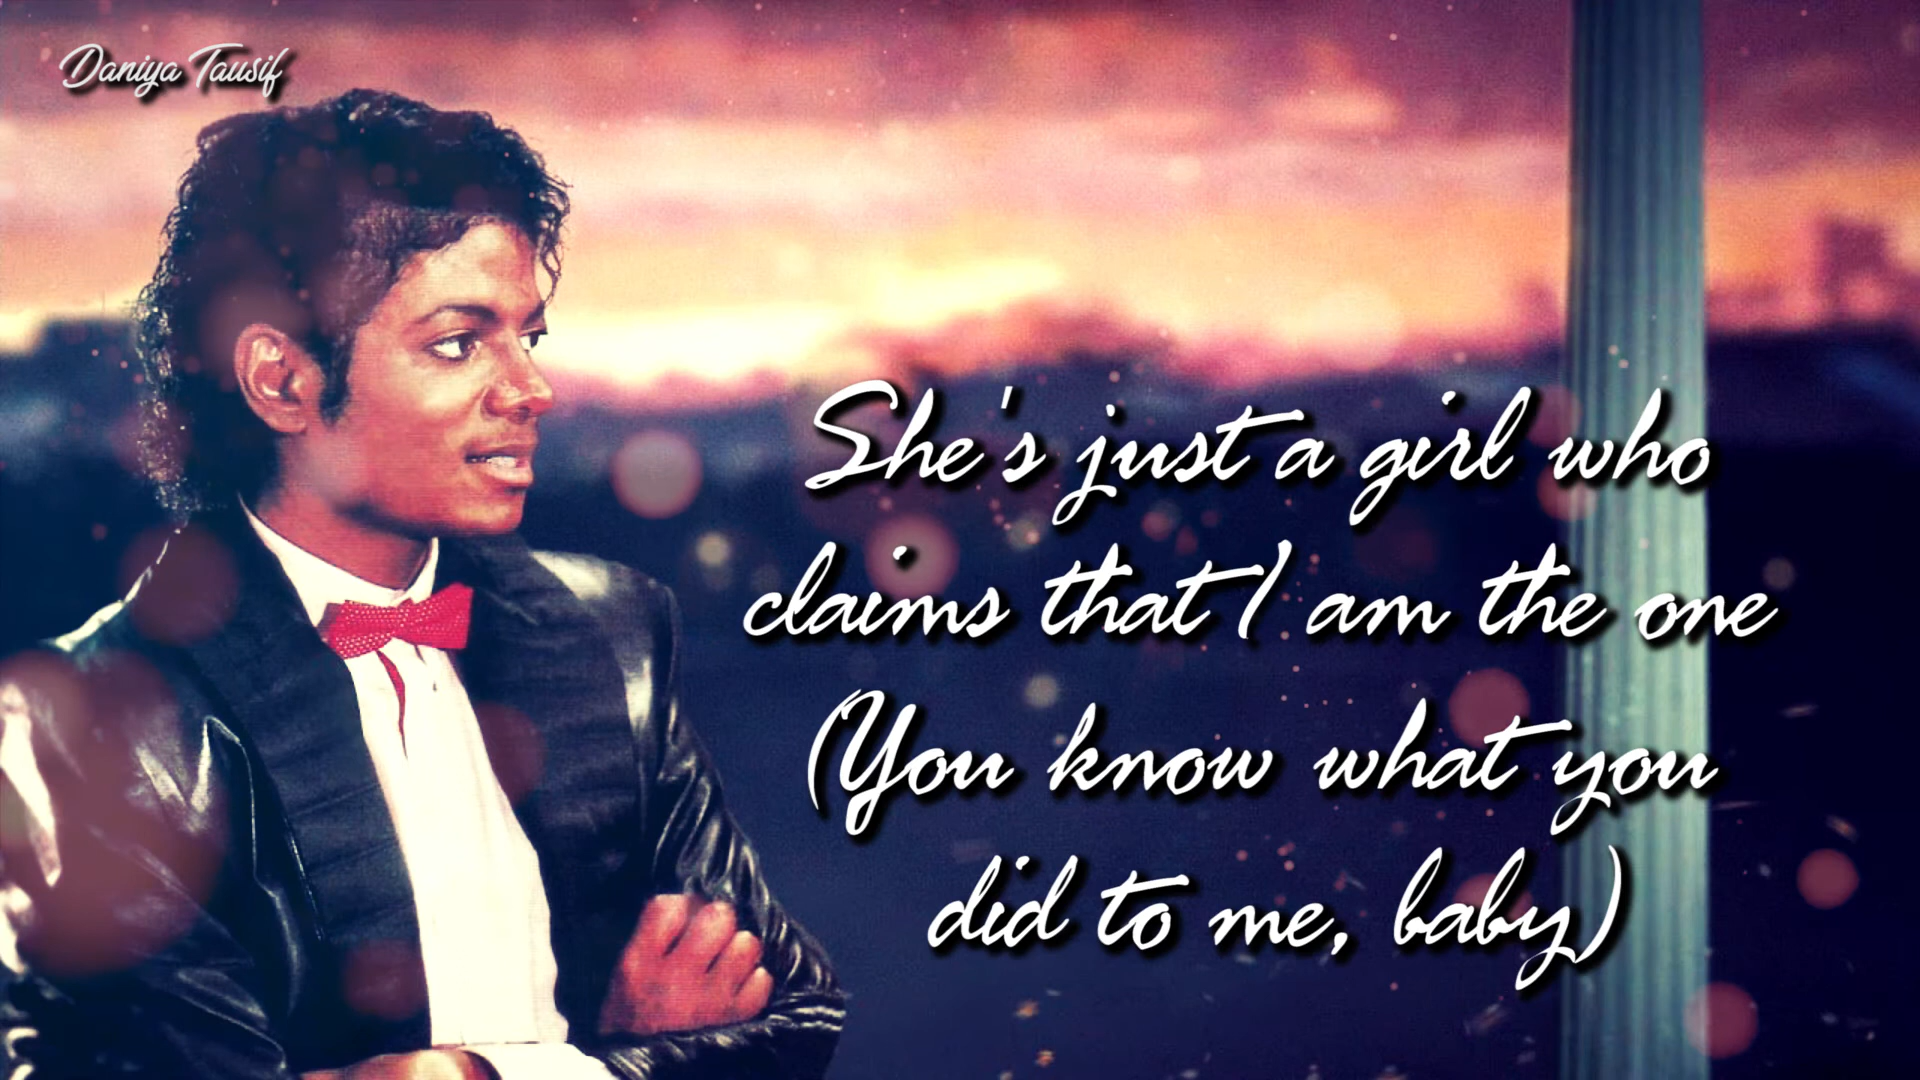 Daniya Tausif
She's just a girl who
claims that I am the one
(You know what you
did to me, baby)